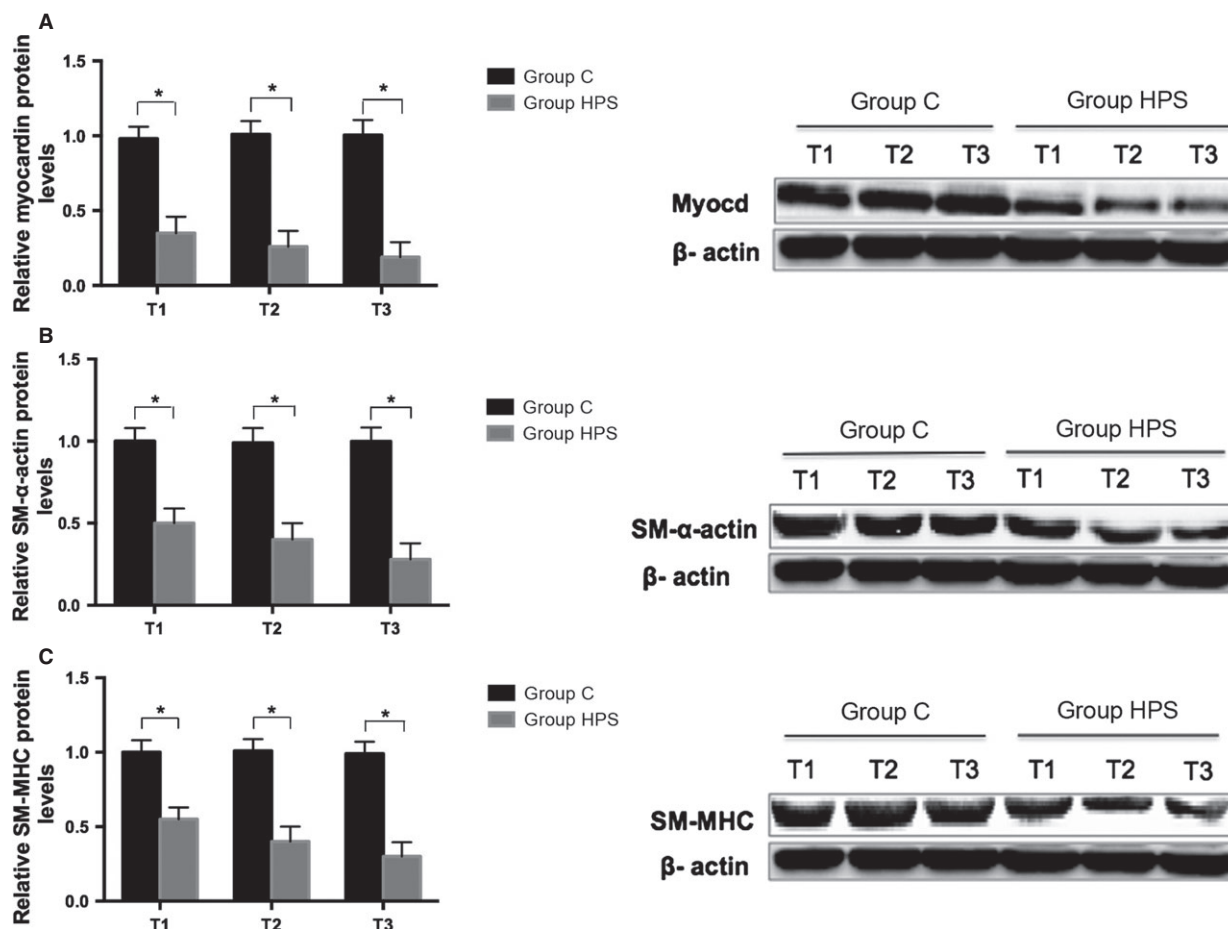 A
Relative myocardin protein
levels
1.5
1.0
0.5
0.0
* * *
T1 T2 T3
Group C
Group HPS
Group C Group HPS
T1 T2 T3 T1 T2 T3
Myocd
β- actin
B
Relative SM-α-actin protein
levels
1.5
1.0
0.5
0.0
* * *
T1 T2 T3
Group C
Group HPS
Group C Group HPS
T1 T2 T3 T1 T2 T3
SM-α-actin
β- actin
C
Relative SM-MHC protein
levels
1.5
1.0
0.5
0.0
* * *
T1 T2 T3
Group C
Group HPS
Group C Group HPS
T1 T2 T3 T1 T2 T3
SM-MHC
β- actin